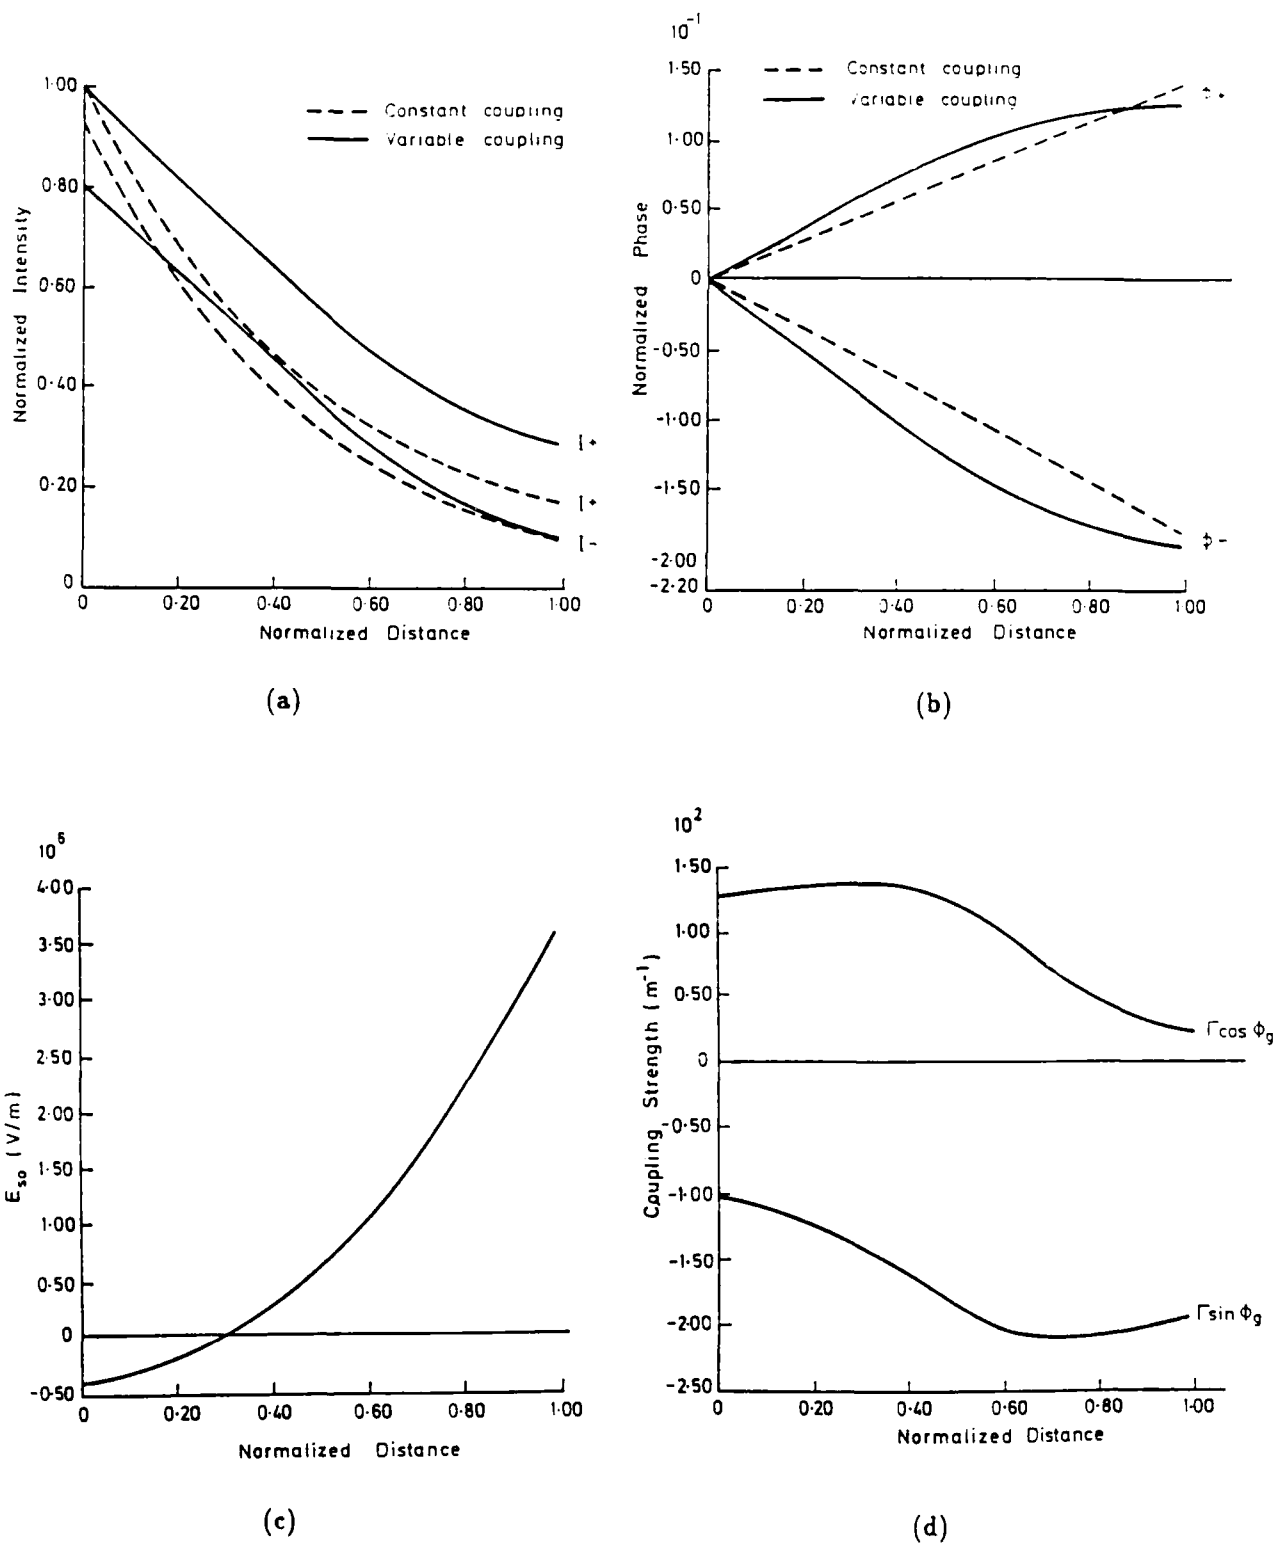 1·00
0·80
0·60
0·40
0·20
0
Normalized Intensity
Constant coupling
Variable coupling
I+
I+
I-
0 0·20 0·40 0·60 0·80 1·00
Normalized Distance
(a)
10⁻¹
1·50
1·00
0·50
0
-0·50
-1·00
-1·50
-2·00
-2·20
Normalized Phase
Constant coupling
Variable coupling
ϕ+
ϕ-
0 0·20 0·40 0·60 0·80 1·00
Normalized Distance
(b)
10⁶
4·00
3·50
3·00
2·50
2·00
1·50
1·00
0·50
0
-0·50
E_so (V/m)
0 0·20 0·40 0·60 0·80 1·00
Normalized Distance
(c)
10²
1·50
1·00
0·50
0
-0·50
-1·00
-1·50
-2·00
-2·50
Coupling Strength (m⁻¹)
Γcos Φg
Γsin Φg
0 0·20 0·40 0·60 0·80 1·00
Normalized Distance
(d)